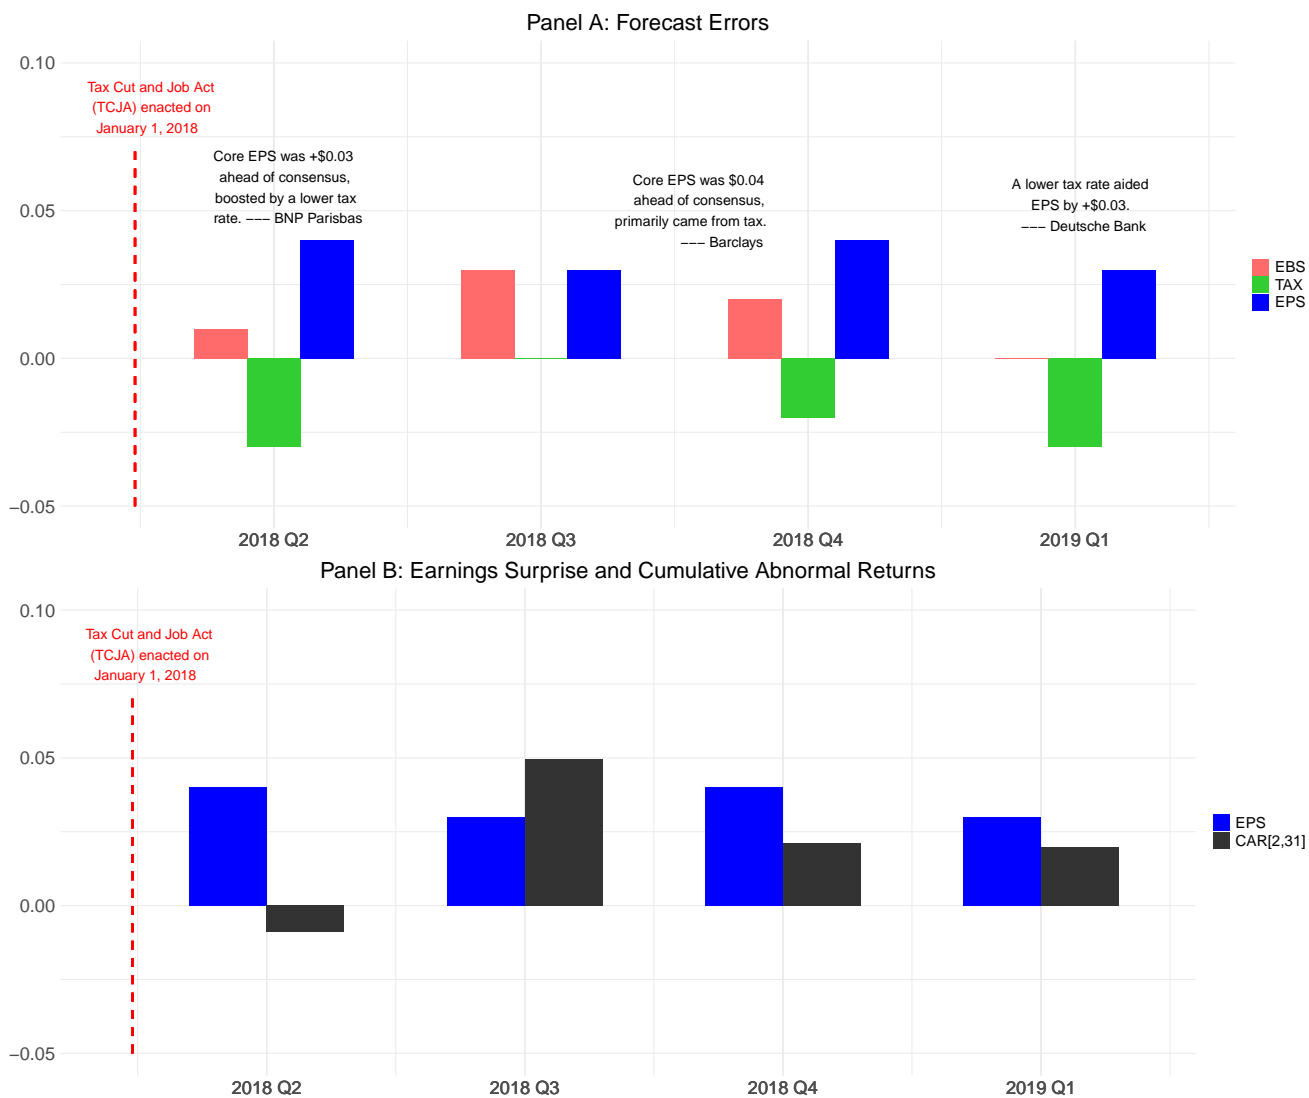 Panel A: Forecast Errors
0.10
Tax Cut and Job Act
(TCJA) enacted on
January 1, 2018
Core EPS was +$0.03
ahead of consensus,
boosted by a lower tax
rate. −−− BNP Parisbas
Core EPS was $0.04
ahead of consensus,
primarily came from tax.
−−− Barclays
A lower tax rate aided
EPS by +$0.03.
−−− Deutsche Bank
0.05
EBS
TAX
EPS
0.00
−0.05
2018 Q2
2018 Q3
2018 Q4
2019 Q1
Panel B: Earnings Surprise and Cumulative Abnormal Returns
0.10
Tax Cut and Job Act
(TCJA) enacted on
January 1, 2018
0.05
EPS
CAR[2,31]
0.00
−0.05
2018 Q2
2018 Q3
2018 Q4
2019 Q1